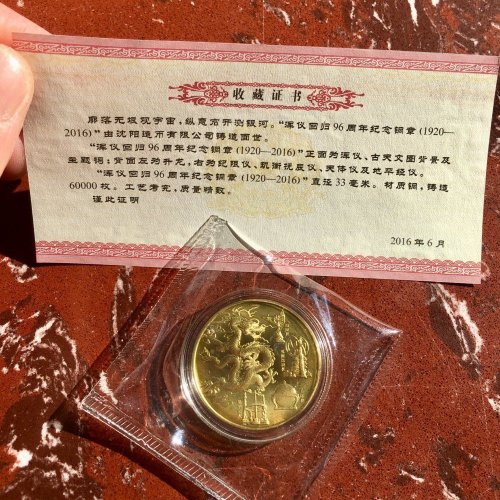 收藏证书
廓落无垠观宇宙，纵意高开测银河。"浑仪回归96周年纪念铜章(1920—
2016)"由沈阳造币有限公司铸造面世。
"浑仪回归96周年纪念铜章(1920—2016)"正面为浑仪、古天文图背景及
主题词；背面左为升龙，右为纪限仪、玑衡抚辰仪、天体仪及地平经仪。
"浑仪回归96周年纪念铜章(1920—2016)"直径33毫米。材质铜，铸造
60000枚。工艺考究，质量精致。
谨此证明
2016年6月